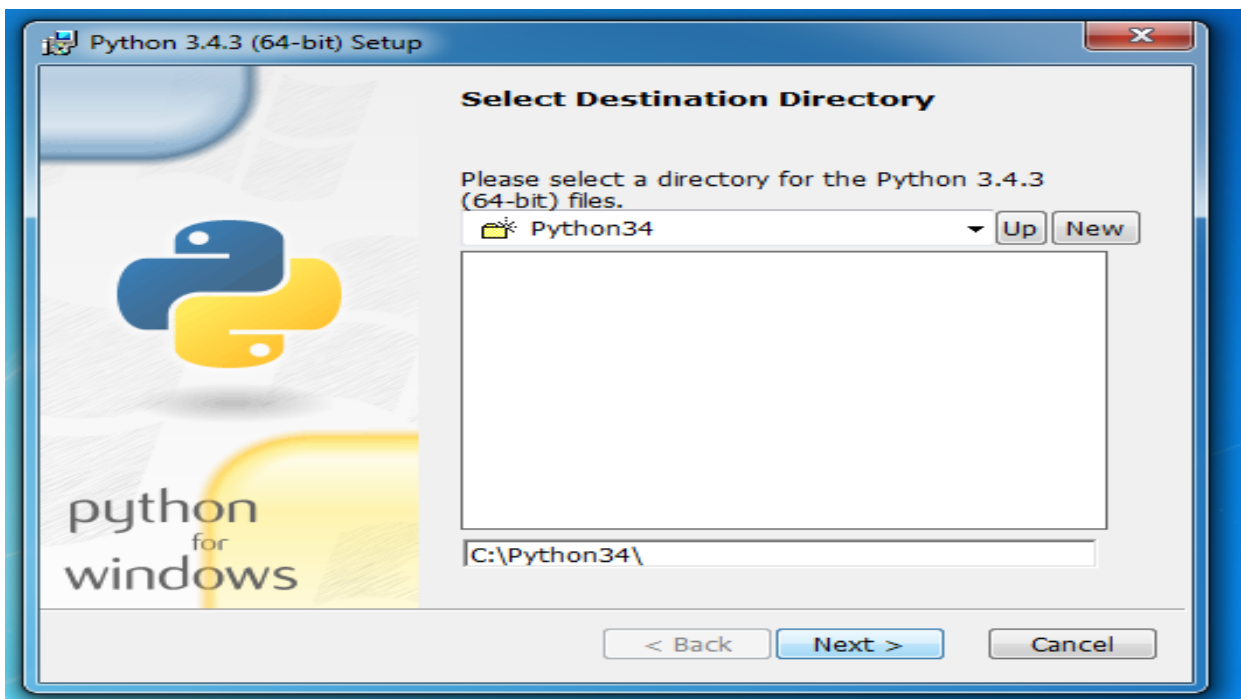 Python 3.4.3 (64-bit) Setup
Select Destination Directory
Please select a directory for the Python 3.4.3
(64-bit) files.
Python34
Up
New
C:\Python34\
python
for
windows
< Back
Next >
Cancel